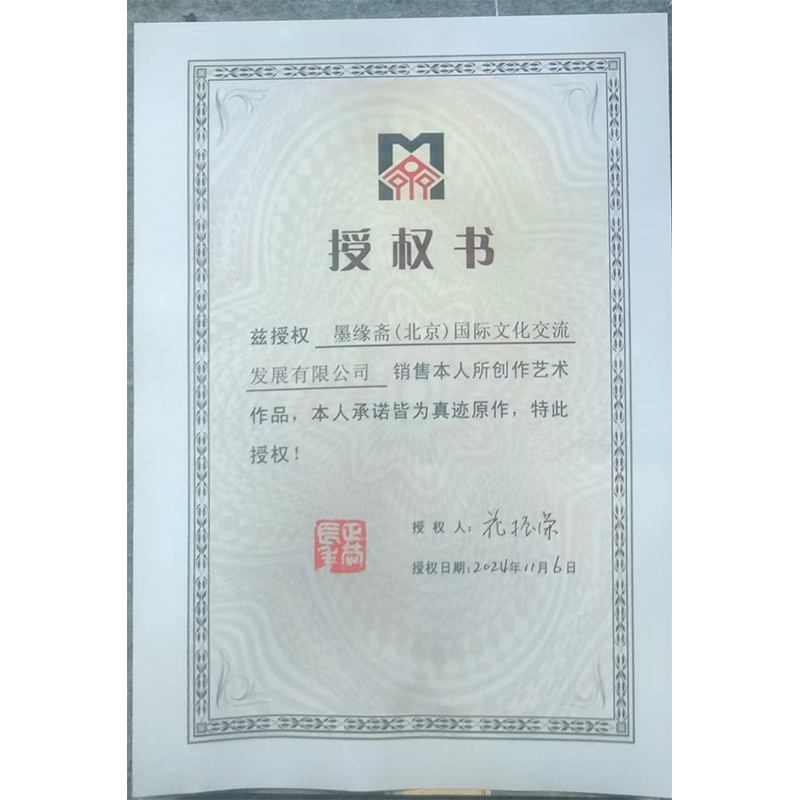 授权书
兹授权 墨缘斋(北京)国际文化交流
发展有限公司 销售本人所创作艺术
作品，本人承诺皆为真迹原作，特此
授权！
授权人：范振荣
授权日期：2024年11月6日